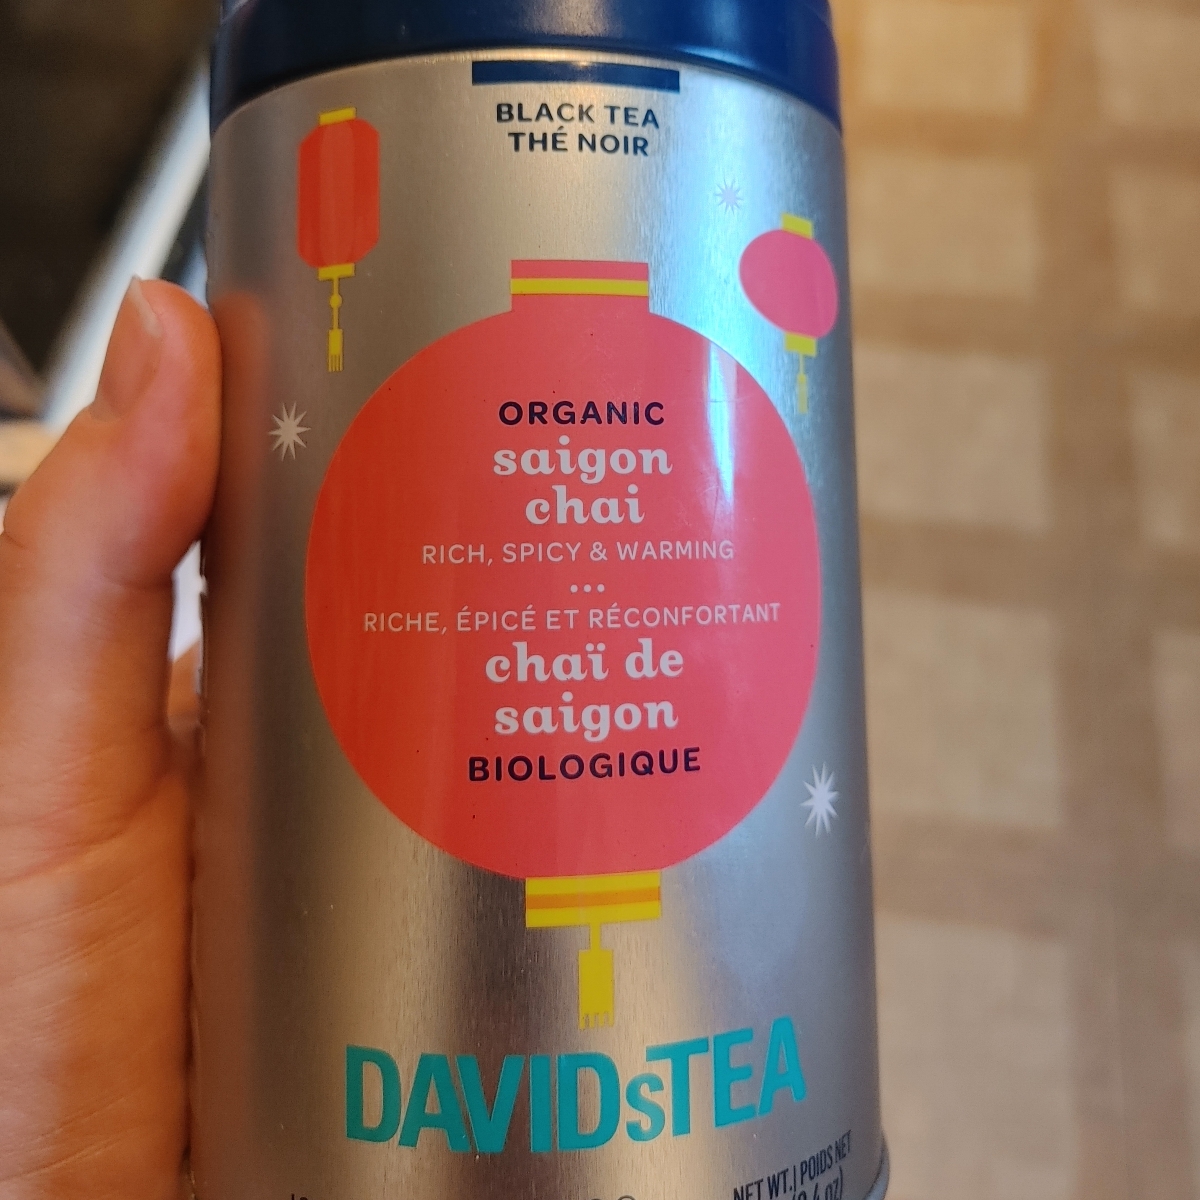 BLACK TEA
THÉ NOIR
ORGANIC
saigon
chai
RICH, SPICY & WARMING
•••
RICHE, ÉPICÉ ET RÉCONFORTANT
chaï de
saigon
BIOLOGIQUE
DAVIDsTEA
NET WT. | POIDS NET